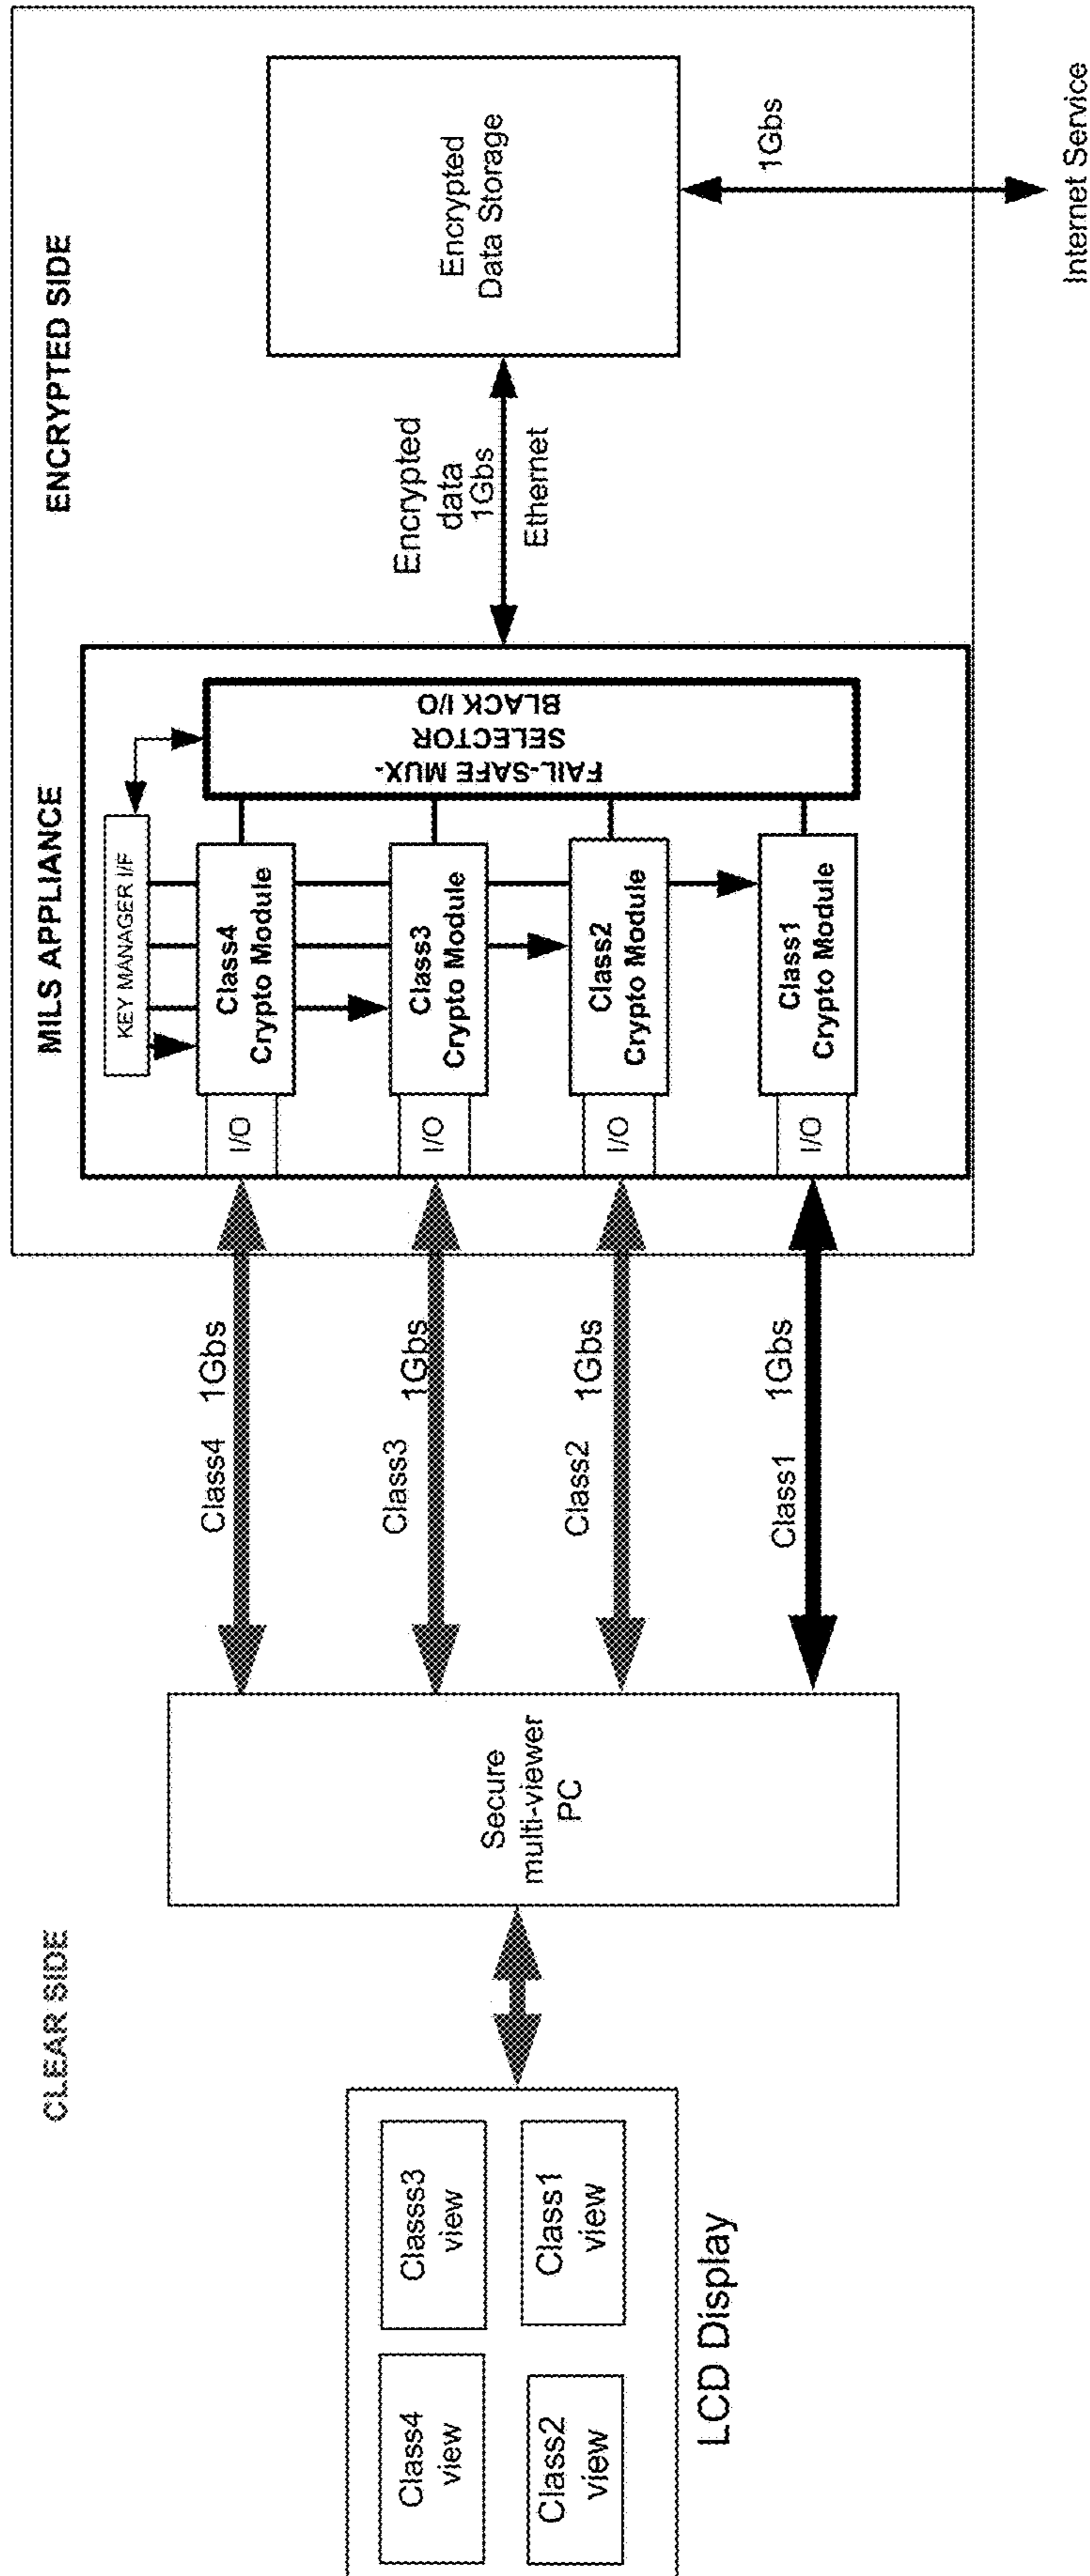 CLEAR SIDE
ENCRYPTED SIDE
MILS APPLIANCE
Class4
view
Classs3
view
Class2
view
Class1
view
LCD Display
Secure
multi-viewer
PC
Class4 1Gbs
Class3 1Gbs
Class2 1Gbs
Class1 1Gbs
KEY MANAGER I/F
I/O
Class4
Crypto Module
I/O
Class3
Crypto Module
I/O
Class2
Crypto Module
I/O
Class1
Crypto Module
FAIL-SAFE MUX-
SELECTOR
BLACK I/O
Encrypted
data
1Gbs
Ethernet
Encrypted
Data Storage
1Gbs
Internet Service